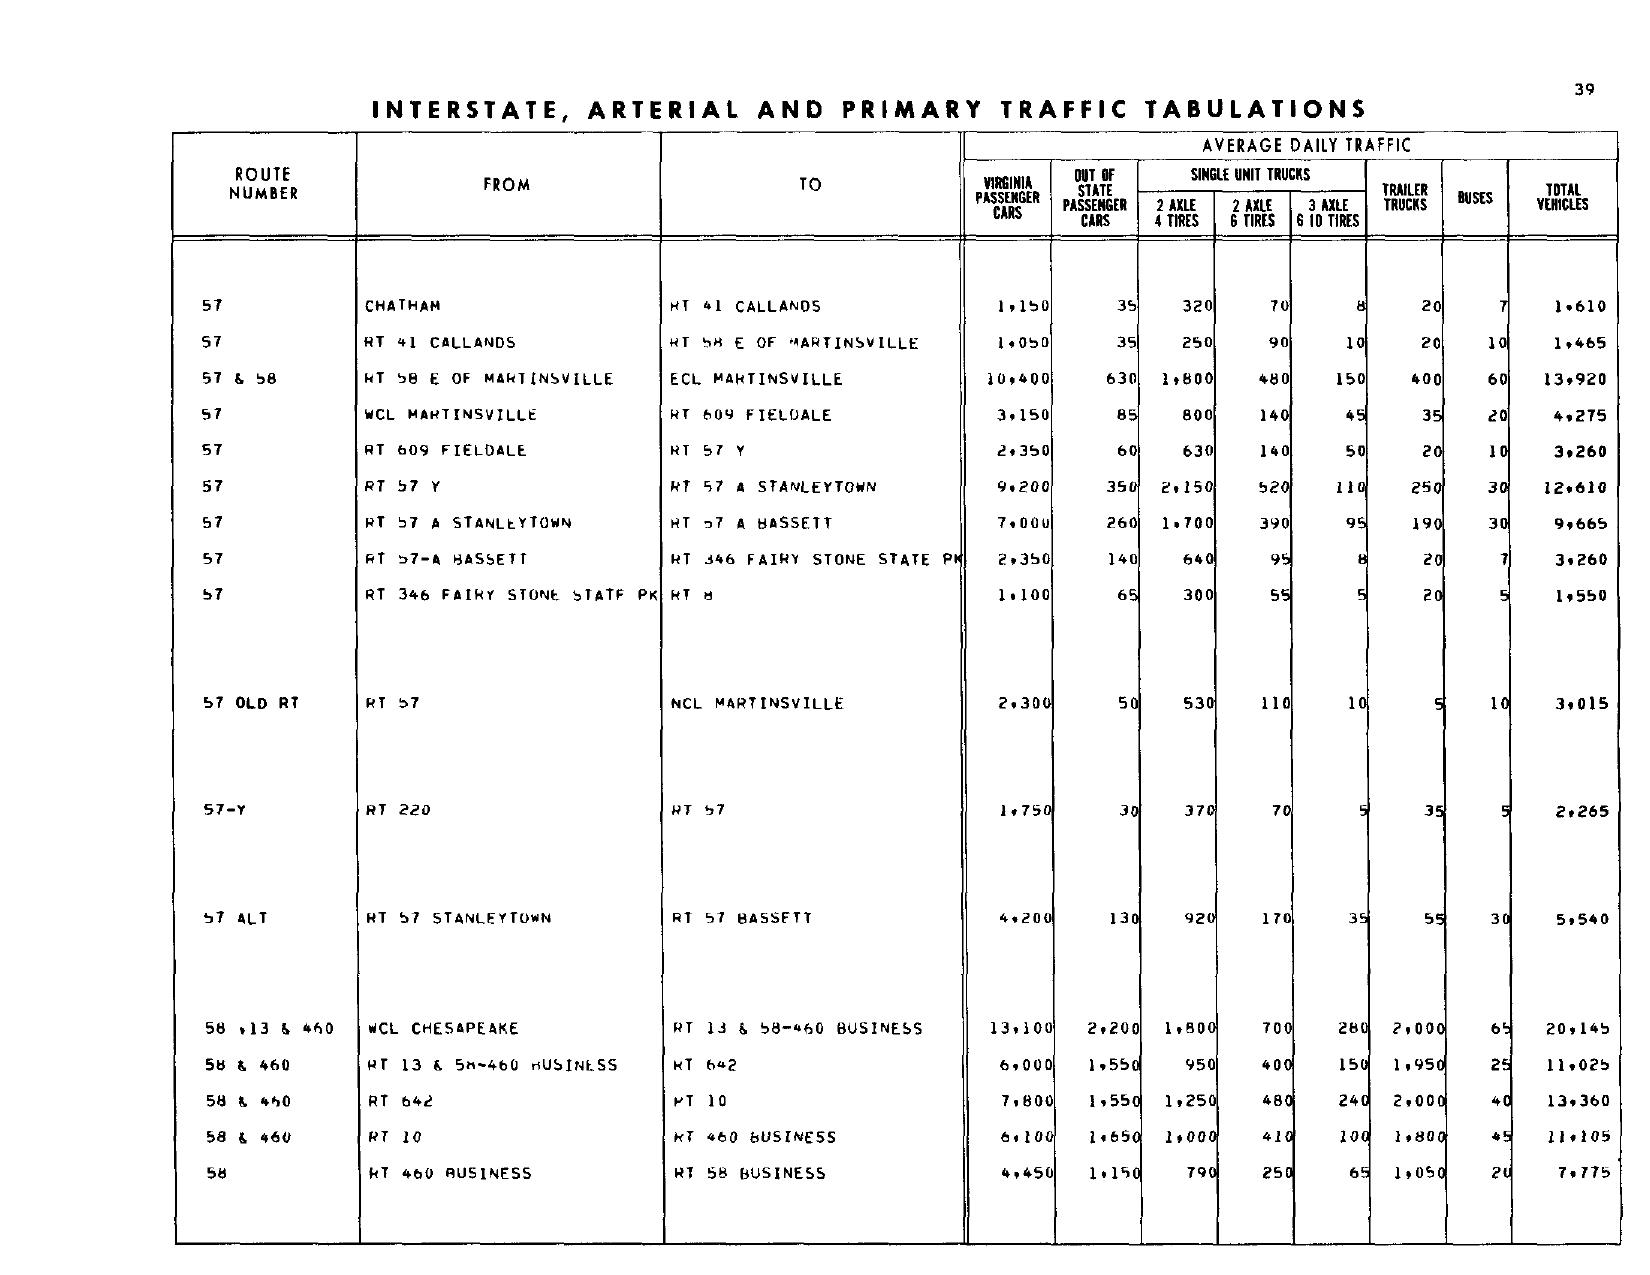 39
INTERSTATE, ARTERIAL AND PRIMARY TRAFFIC TABULATIONS
ROUTE NUMBER FROM TO AVERAGE DAILY TRAFFIC
VIRGINIA PASSENGER CARS OUT OF STATE PASSENGER CARS SINGLE UNIT TRUCKS 2 AXLE 4 TIRES 2 AXLE 6 TIRES 3 AXLE 6 10 TIRES TRAILER TRUCKS BUSES TOTAL VEHICLES
57 CHATHAM RT 41 CALLANDS 1,150 35 320 70 8 20 7 1,610
57 RT 41 CALLANDS RT 58 E OF MARTINSVILLE 1,050 35 250 90 10 20 10 1,465
57 & 58 RT 58 E OF MARTINSVILLE ECL MARTINSVILLE 10,400 630 1,800 480 150 400 60 13,920
57 WCL MARTINSVILLE RT 609 FIELDALE 3,150 85 800 140 45 35 20 4,275
57 RT 609 FIELDALE RT 57 Y 2,350 60 630 140 50 20 10 3,260
57 RT 57 Y RT 57 A STANLEYTOWN 9,200 350 2,150 520 110 250 30 12,610
57 RT 57 A STANLEYTOWN RT 57 A BASSETT 7,000 260 1,700 390 95 190 30 9,665
57 RT 57-A BASSETT RT 346 FAIRY STONE STATE PK 2,350 140 640 95 8 20 7 3,260
57 RT 346 FAIRY STONE STATE PK RT 8 1,100 65 300 55 5 20 5 1,550
57 OLD RT RT 57 NCL MARTINSVILLE 2,300 50 530 110 10 5 10 3,015
57-Y RT 220 RT 57 1,750 30 370 70 5 35 5 2,265
57 ALT RT 57 STANLEYTOWN RT 57 BASSETT 4,200 130 920 170 35 55 30 5,540
58 ,13 & 460 WCL CHESAPEAKE RT 13 & 58-460 BUSINESS 13,100 2,200 1,800 700 280 2,000 65 20,145
58 & 460 RT 13 & 58-460 BUSINESS RT 642 6,000 1,550 950 400 150 1,950 25 11,025
58 & 460 RT 642 RT 10 7,800 1,550 1,250 480 240 2,000 40 13,360
58 & 460 RT 10 RT 460 BUSINESS 6,100 1,650 1,000 410 100 1,800 45 11,105
58 RT 460 BUSINESS RT 58 BUSINESS 4,450 1,150 790 250 65 1,050 20 7,775